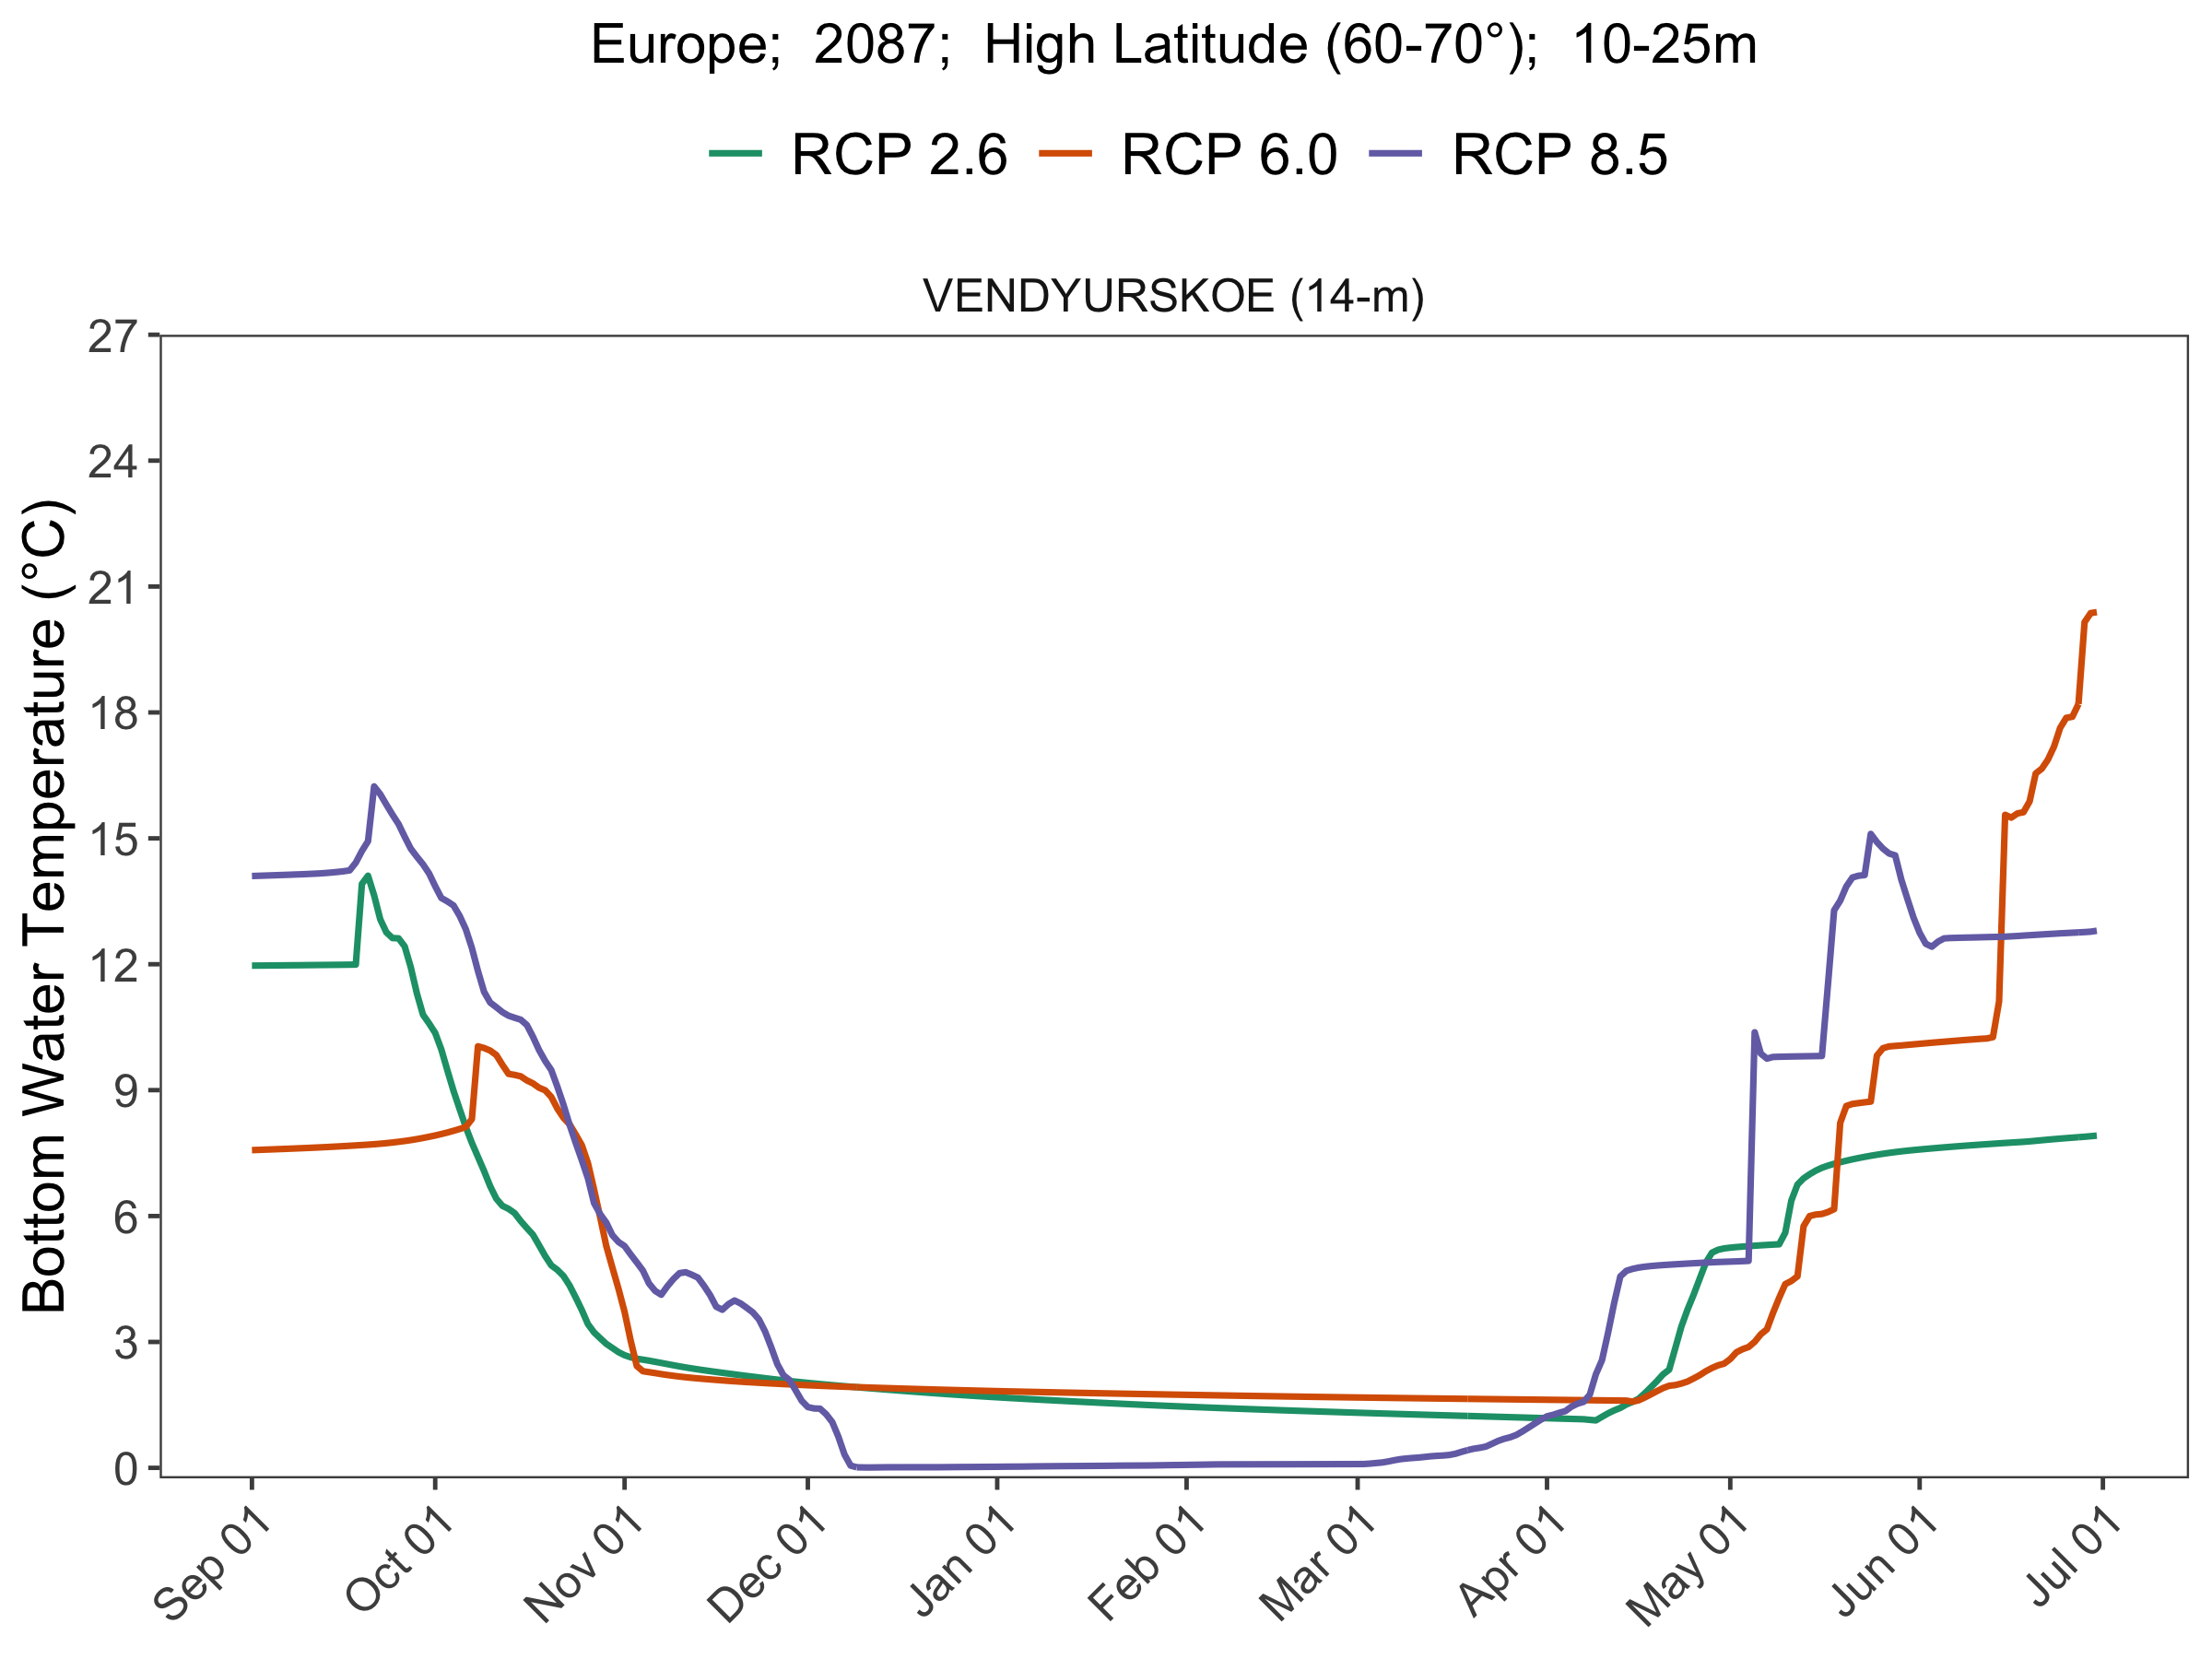 Europe;  2087;  High Latitude (60-70°);  10-25m
RCP 2.6 RCP 6.0 RCP 8.5
VENDYURSKOE (14-m)
Bottom Water Temperature (°C)
27
24
21
18
15
12
9
6
3
0
Sep 01 Oct 01 Nov 01 Dec 01 Jan 01 Feb 01 Mar 01 Apr 01 May 01 Jun 01 Jul 01